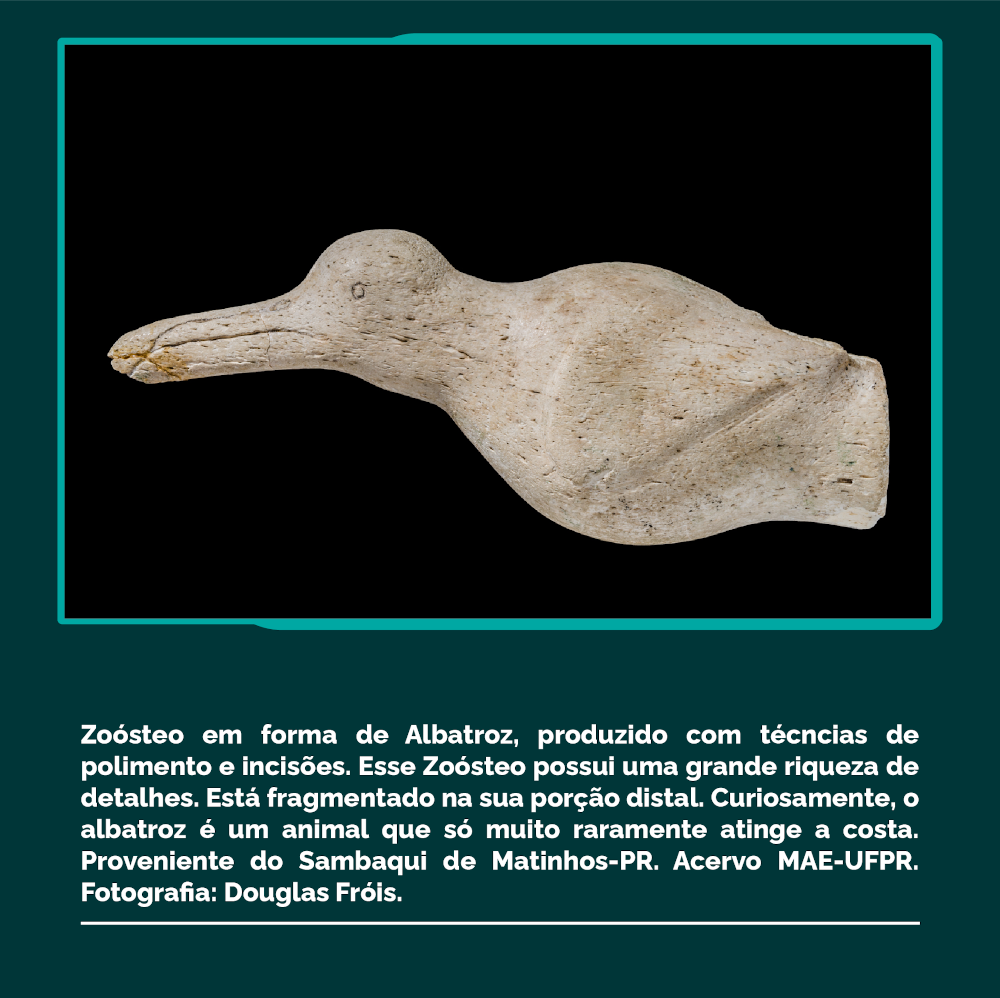 Zoósteo em forma de Albatroz, produzido com técncias de
polimento e incisões. Esse Zoósteo possui uma grande riqueza de
detalhes. Está fragmentado na sua porção distal. Curiosamente, o
albatroz é um animal que só muito raramente atinge a costa.
Proveniente do Sambaqui de Matinhos-PR. Acervo MAE-UFPR.
Fotografia: Douglas Fróis.